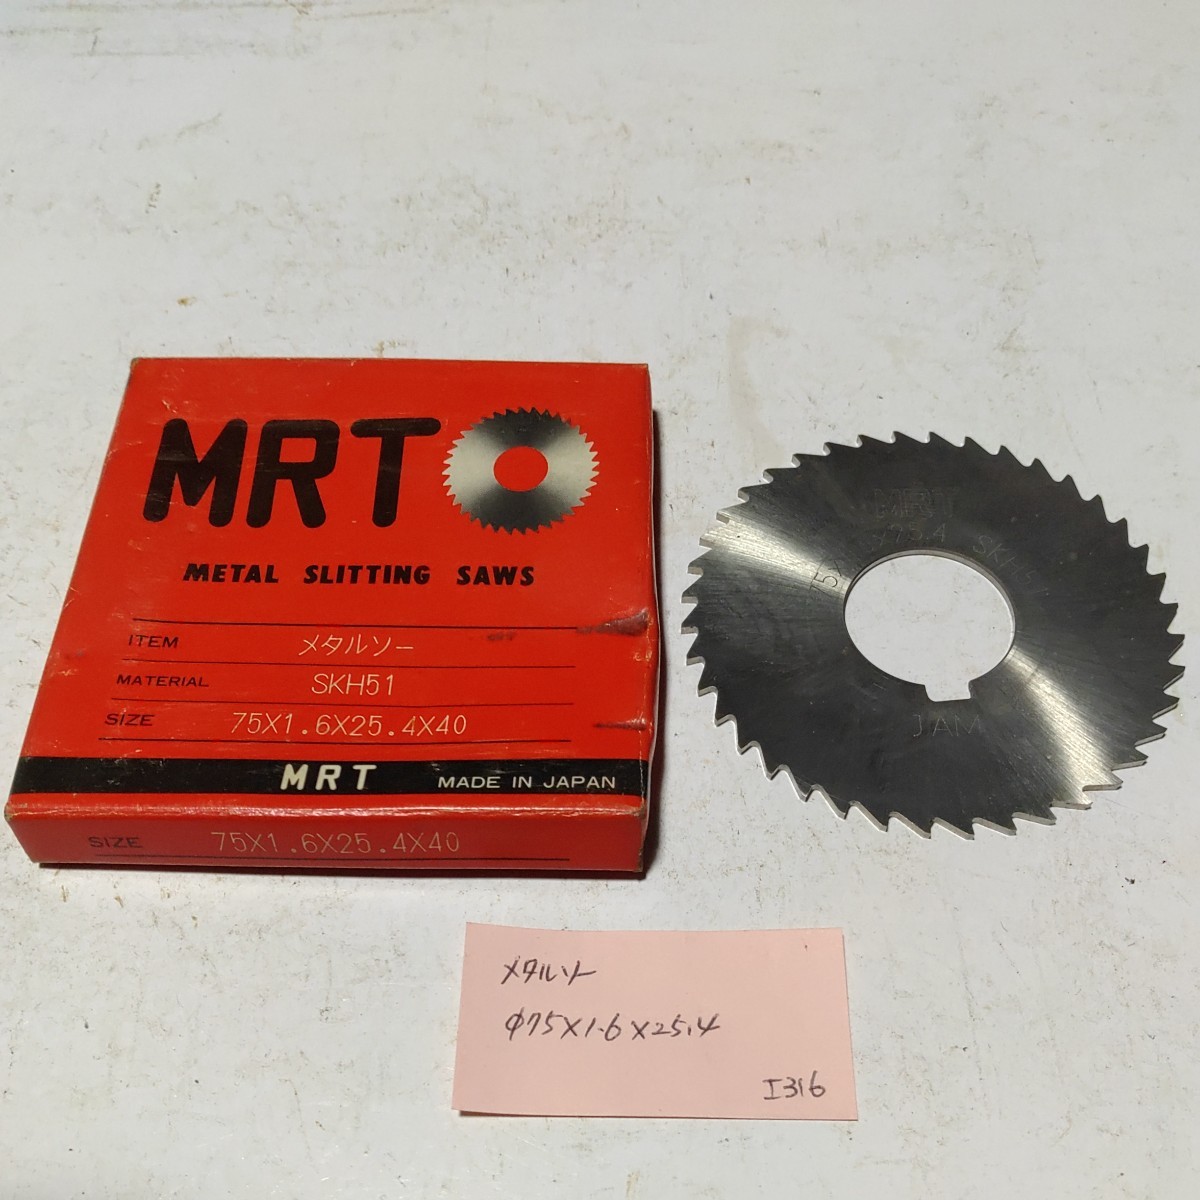 MRT
METAL SLITTING SAWS
ITEM メタルソー
MATERIAL SKH51
SIZE 75X1.6X25.4X40
MRT MADE IN JAPAN
SIZE 75X1.6X25.4X40
MRT
JAM
メタルソー
φ75×1.6×25.4
I316